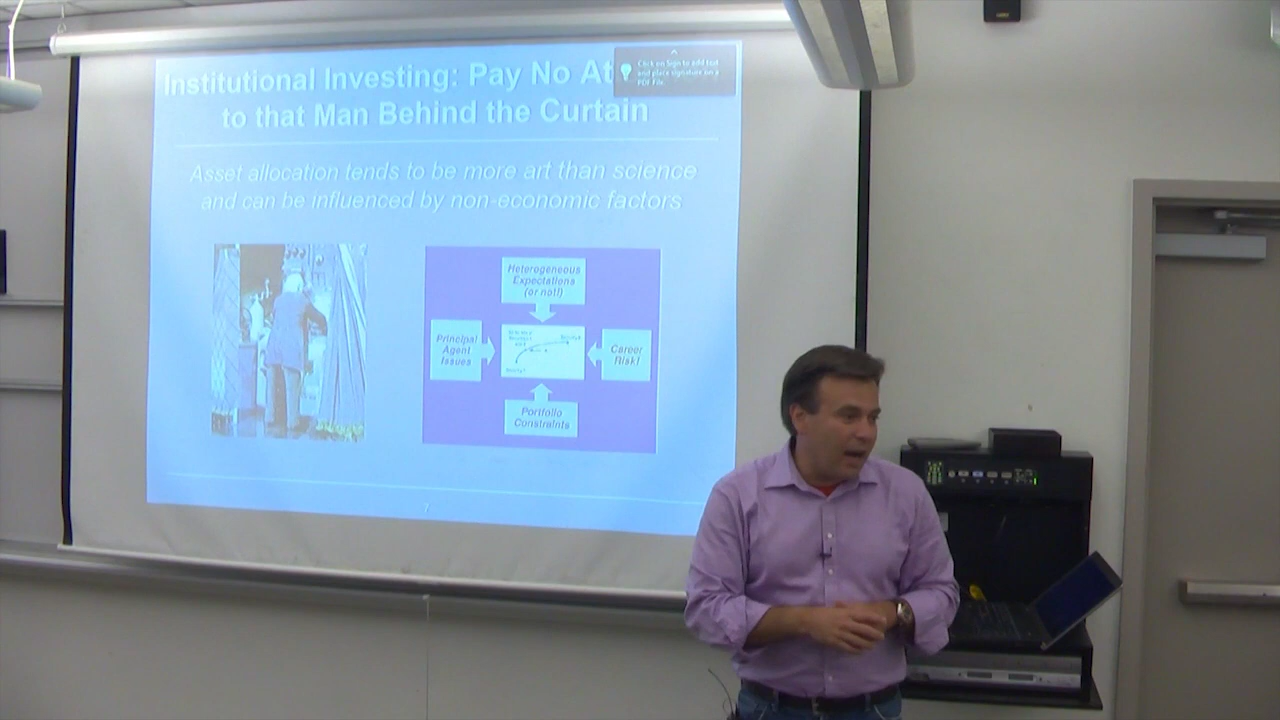 Institutional Investing: Pay No At
to that Man Behind the Curtain
Click on Sign to add text
and place signature on a
PDF File.
Asset allocation tends to be more art than science
and can be influenced by non-economic factors
Heterogeneous
Expectations
(or not!)
Principal
Agent
Issues
Career
Risk!
Portfolio
Constraints
7